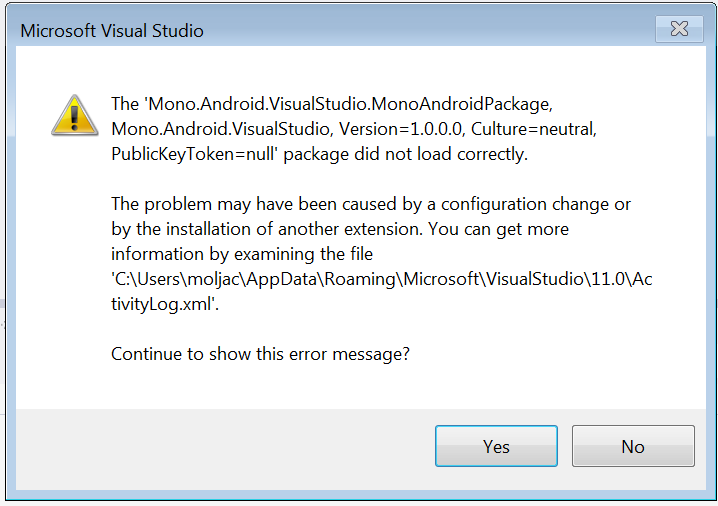 Microsoft Visual Studio
The 'Mono.Android.VisualStudio.MonoAndroidPackage,
Mono.Android.VisualStudio, Version=1.0.0.0, Culture=neutral,
PublicKeyToken=null' package did not load correctly.
The problem may have been caused by a configuration change or
by the installation of another extension. You can get more
information by examining the file
'C:\Users\moljac\AppData\Roaming\Microsoft\VisualStudio\11.0\Ac
tivityLog.xml'.
Continue to show this error message?
Yes
No